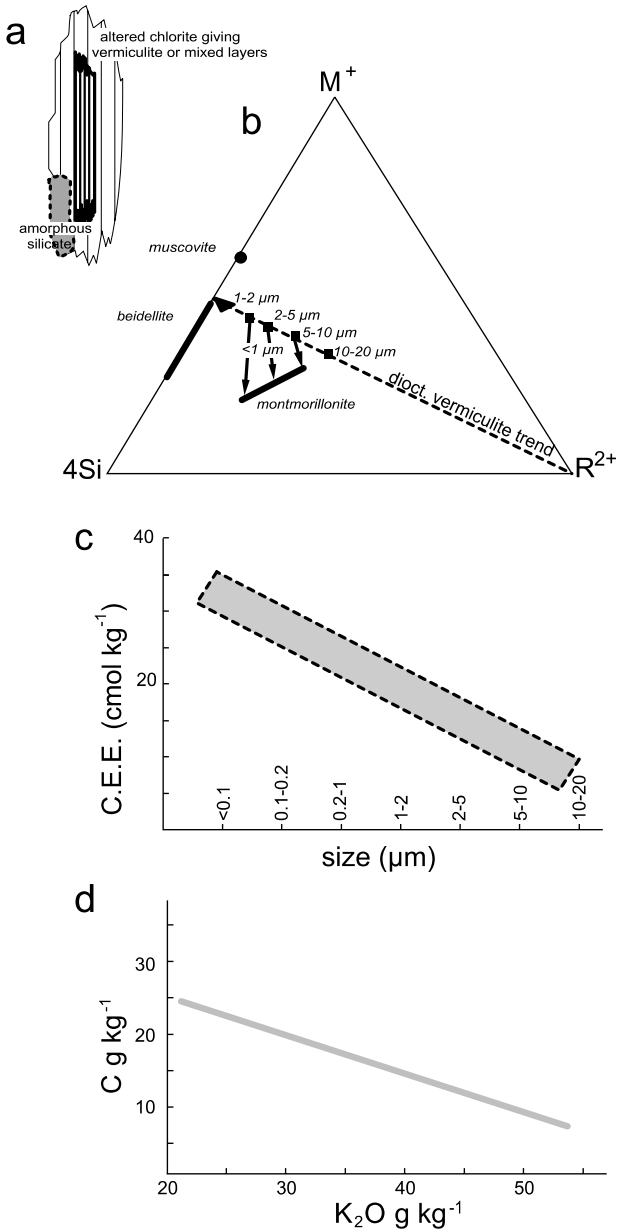 a
altered chlorite giving
vermiculite or mixed layers
amorphous
silicate
b
M+
muscovite
beidellite
1-2 µm
2-5 µm
5-10 µm
<1 µm
10-20 µm
montmorillonite
dioct. vermiculite trend
4Si
R2+
c
40
20
C.E.E. (cmol kg-1)
<0.1
0.1-0.2
0.2-1
1-2
2-5
5-10
10-20
size (µm)
d
30
20
10
C g kg-1
20
30
40
50
K2O g kg-1